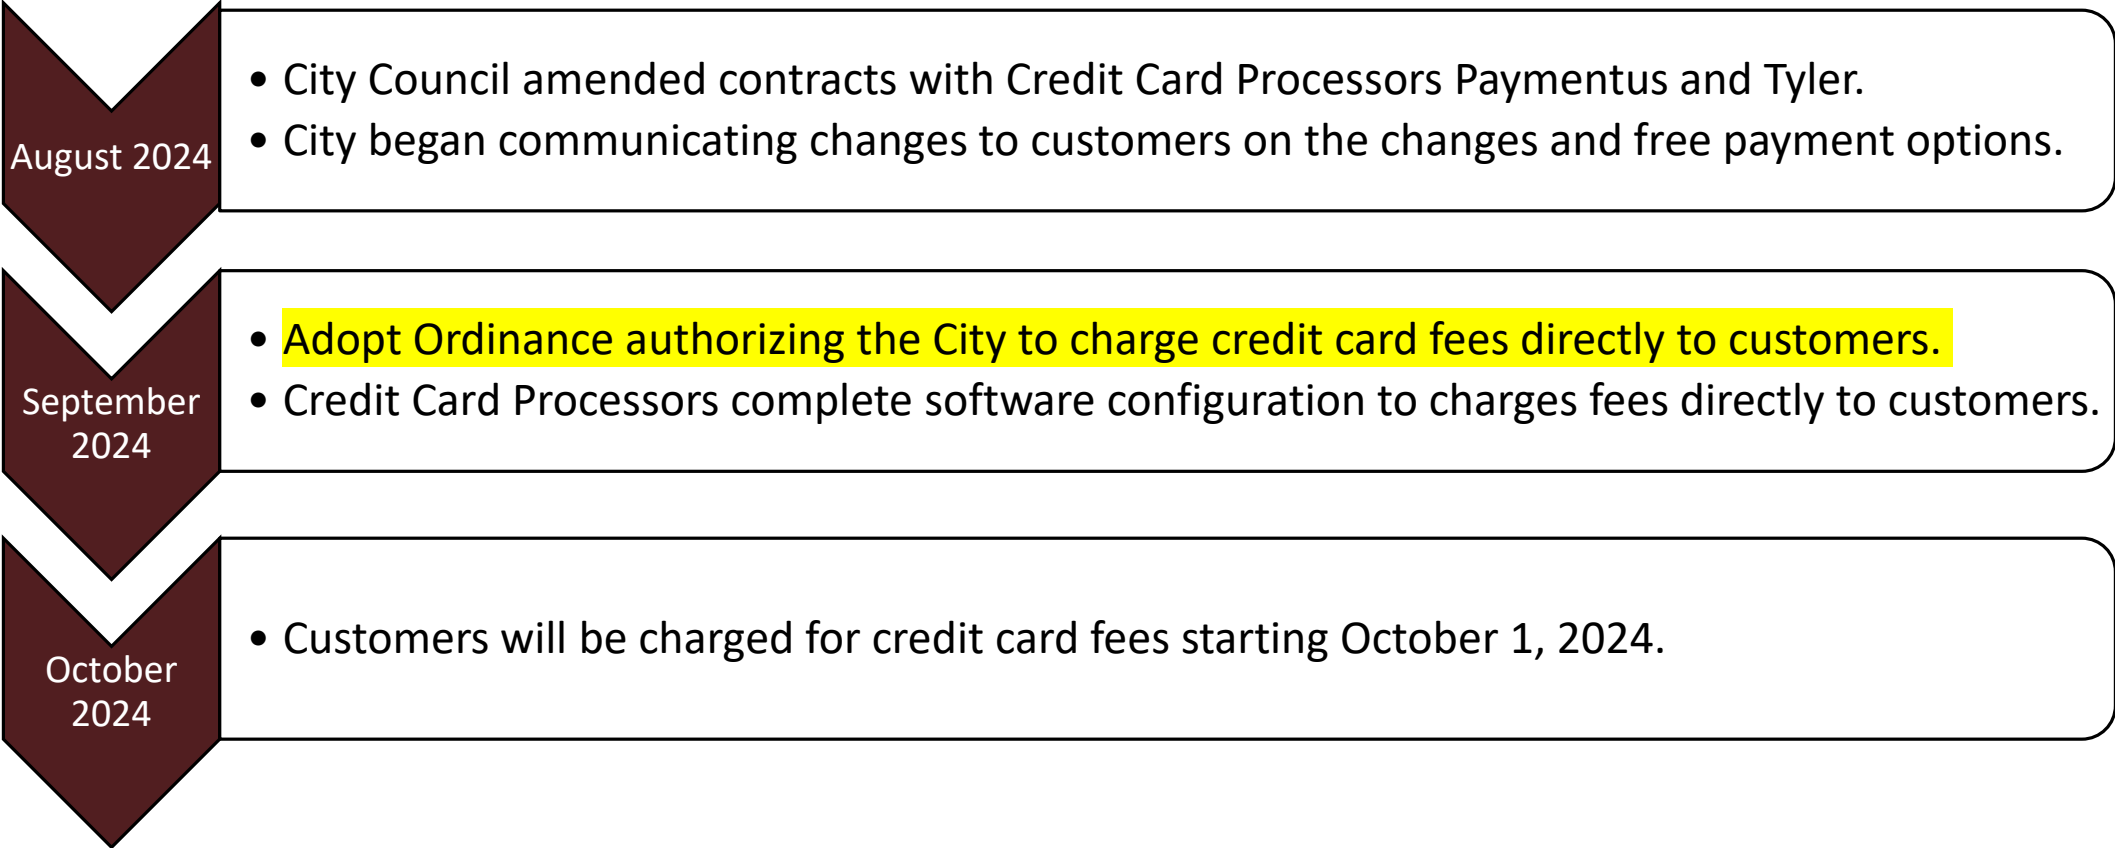 August 2024
• City Council amended contracts with Credit Card Processors Paymentus and Tyler.
• City began communicating changes to customers on the changes and free payment options.
September
2024
• Adopt Ordinance authorizing the City to charge credit card fees directly to customers.
• Credit Card Processors complete software configuration to charges fees directly to customers.
October
2024
• Customers will be charged for credit card fees starting October 1, 2024.